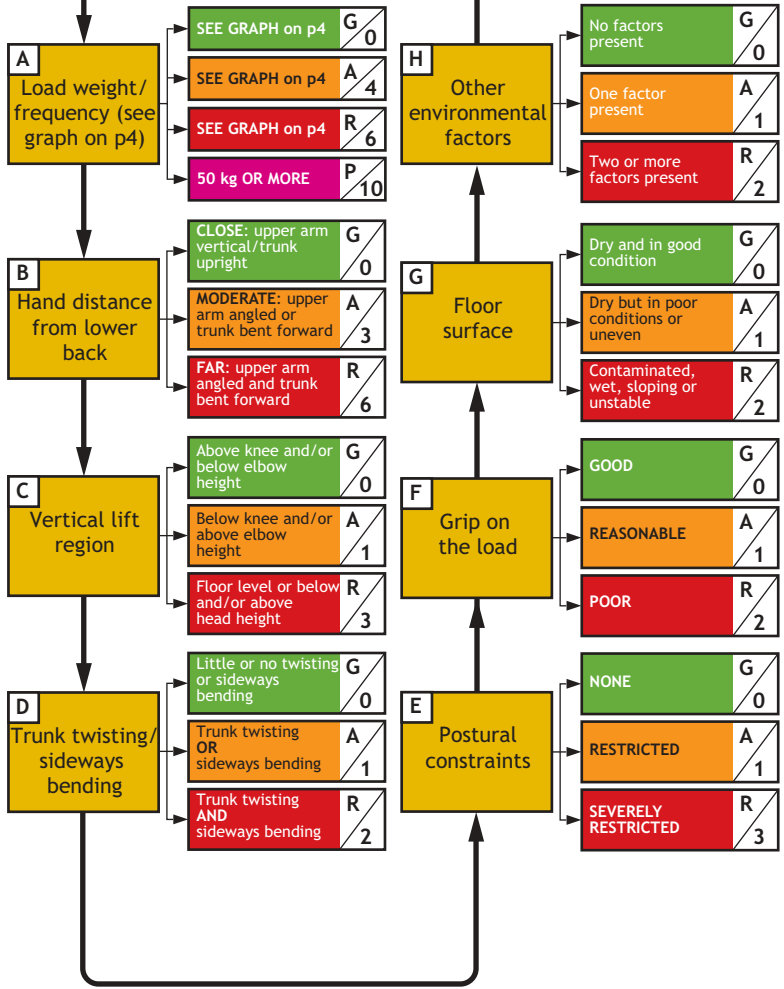 A
Load weight/
frequency (see
graph on p4)
SEE GRAPH on p4
G
0
SEE GRAPH on p4
A
4
SEE GRAPH on p4
R
6
50 kg OR MORE
P
10
B
Hand distance
from lower
back
CLOSE: upper arm
vertical/trunk
upright
G
0
MODERATE: upper
arm angled or
trunk bent forward
A
3
FAR: upper arm
angled and trunk
bent forward
R
6
C
Vertical lift
region
Above knee and/or
below elbow
height
G
0
Below knee and/or
above elbow
height
A
1
Floor level or below
and/or above
head height
R
3
D
Trunk twisting/
sideways
bending
Little or no twisting
or sideways
bending
G
0
Trunk twisting
OR
sideways bending
A
1
Trunk twisting
AND
sideways bending
R
2
E
Postural
constraints
NONE
G
0
RESTRICTED
A
1
SEVERELY
RESTRICTED
R
3
F
Grip on
the load
GOOD
G
0
REASONABLE
A
1
POOR
R
2
G
Floor
surface
Dry and in good
condition
G
0
Dry but in poor
conditions or
uneven
A
1
Contaminated,
wet, sloping or
unstable
R
2
H
Other
environmental
factors
No factors
present
G
0
One factor
present
A
1
Two or more
factors present
R
2